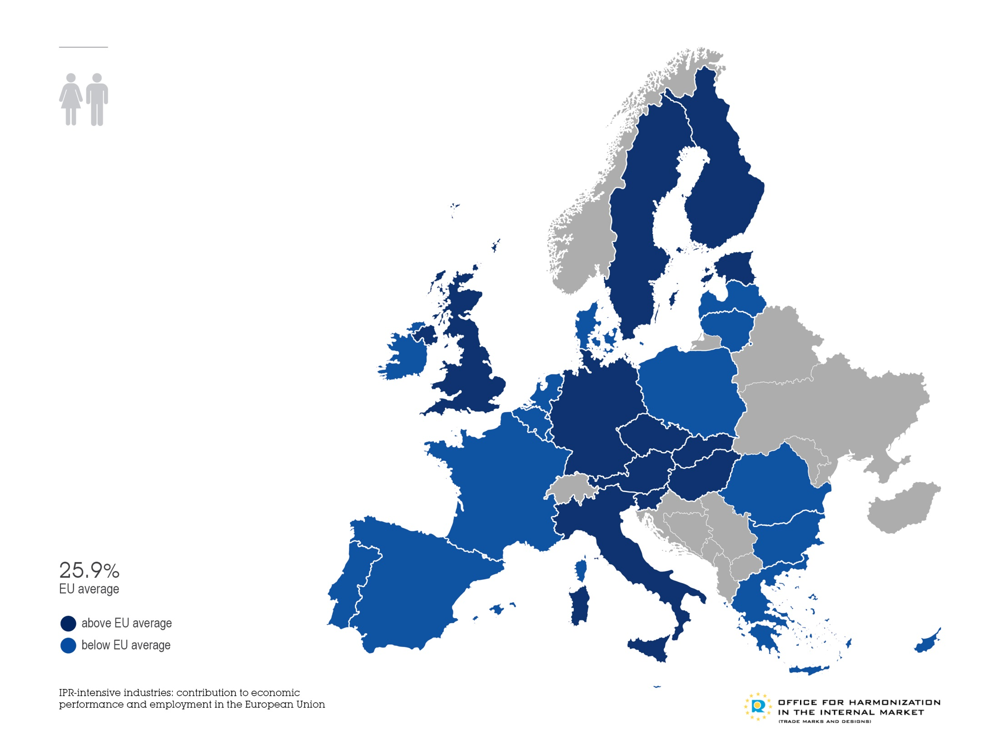 25.9%
EU average
above EU average
below EU average
IPR-intensive industries: contribution to economic
performance and employment in the European Union
R
OFFICE FOR HARMONIZATION
IN THE INTERNAL MARKET
(TRADE MARKS AND DESIGNS)